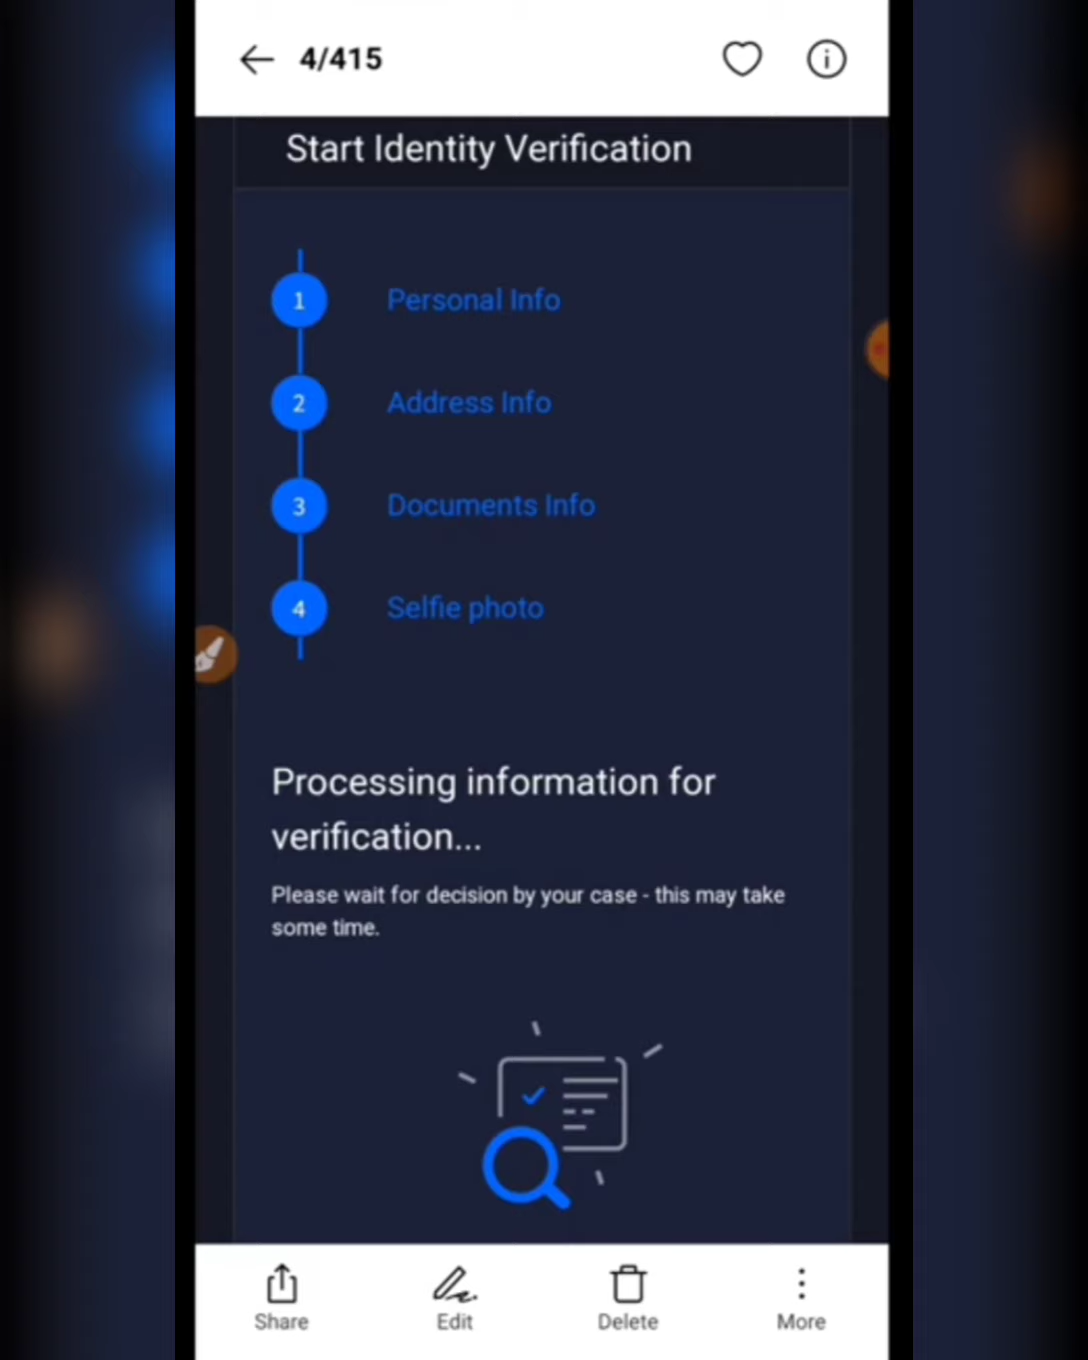 4/415
Start Identity Verification
1 Personal Info
2 Address Info
3 Documents Info
4 Selfie photo
Processing information for
verification...
Please wait for decision by your case - this may take
some time.
Share Edit Delete More